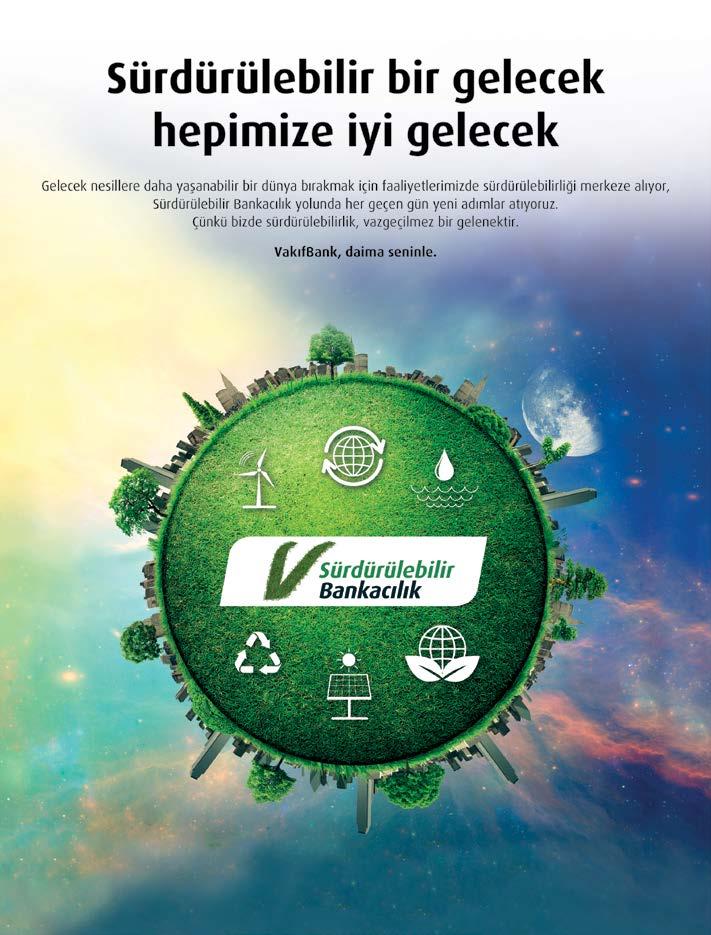 Sürdürülebilir bir gelecek
hepimize iyi gelecek
Gelecek nesillere daha yaşanabilir bir dünya bırakmak için faaliyetlerimizde sürdürülebilirliği merkeze alıyor,
Sürdürülebilir Bankacılık yolunda her geçen gün yeni adımlar atıyoruz.
Çünkü bizde sürdürülebilirlik, vazgeçilmez bir gelenektir.
VakıfBank, daima seninle.
Sürdürülebilir
Bankacılık